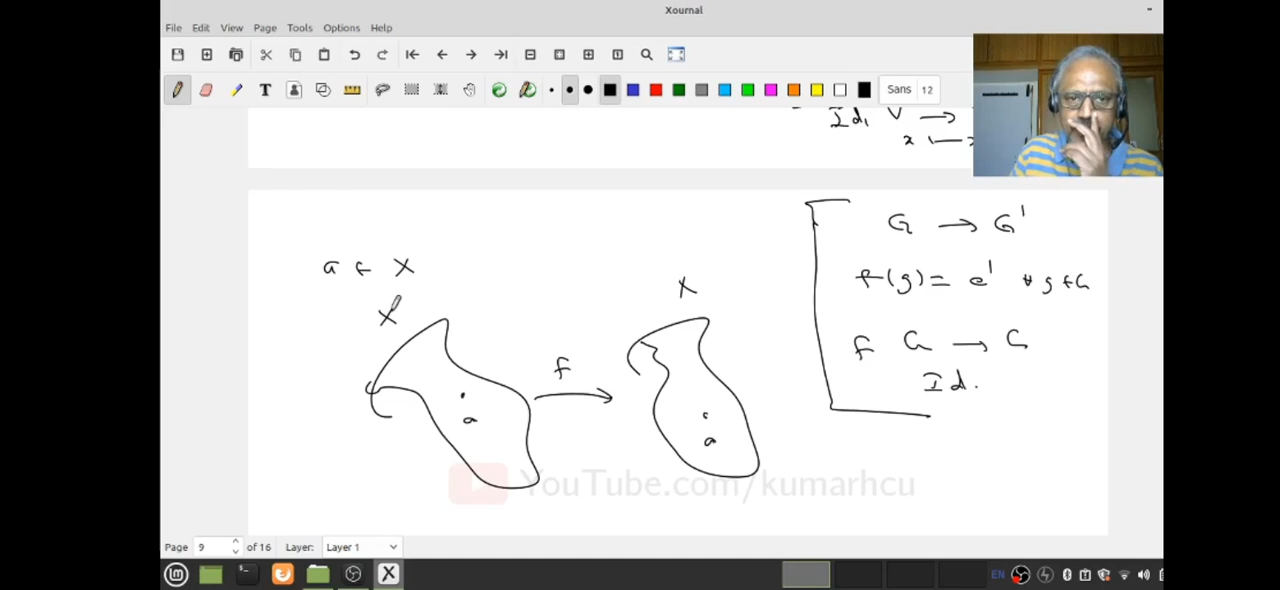 Xournal
File Edit View Page Tools Options Help
Sans 12
Id, V →
x ↦
a ∈ X
X
X
f
a
a
G → G'
f(g) = e' ∀ g ∈ G
f G → G
Id.
YouTube.com/kumarhcu
Page 9 of 16 Layer: Layer 1
EN